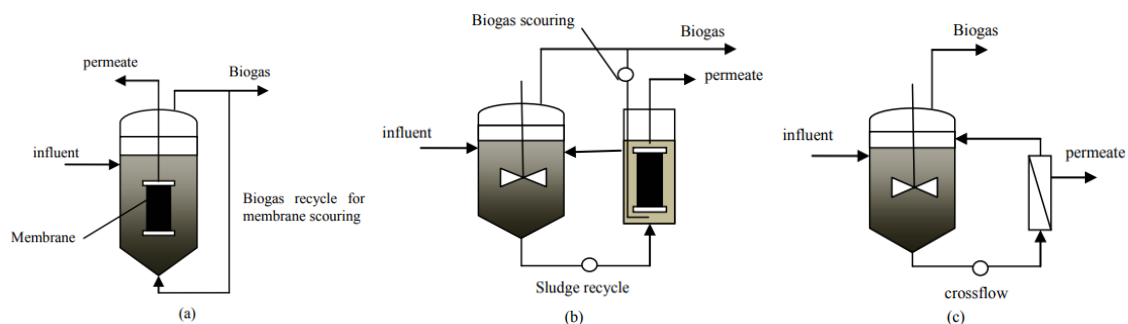 permeate
Biogas
influent
Biogas recycle for
membrane scouring
Membrane
(a)
Biogas scouring
Biogas
permeate
influent
Sludge recycle
(b)
Biogas
influent
permeate
crossflow
(c)